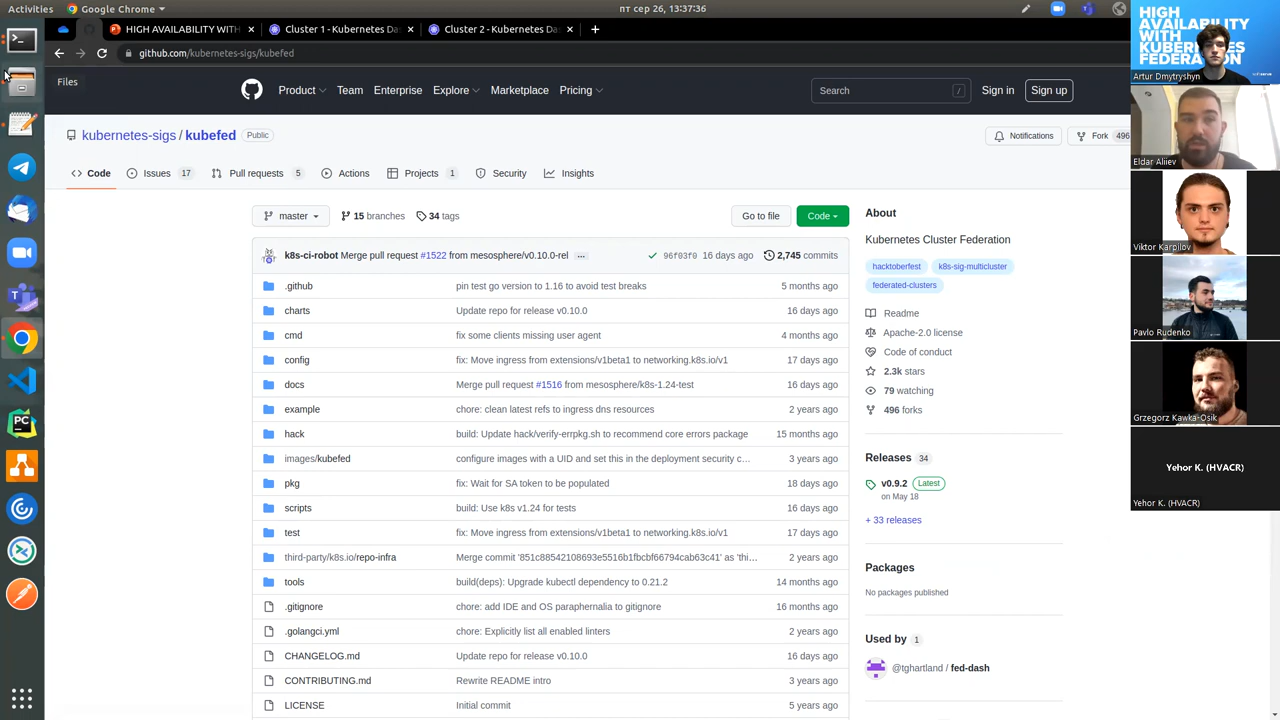 Activities Google Chrome пт сер 26, 13:37:36
HIGH AVAILABILITY WITH Cluster 1 - Kubernetes Da Cluster 2 - Kubernetes Da
github.com/kubernetes-sigs/kubefed
Files
Product Team Enterprise Explore Marketplace Pricing Search / Sign in Sign up
kubernetes-sigs / kubefed Public Notifications Fork 496
Code Issues 17 Pull requests 5 Actions Projects 1 Security Insights
master 15 branches 34 tags Go to file Code
k8s-ci-robot Merge pull request #1522 from mesosphere/v0.10.0-rel ... 96f03f0 16 days ago 2,745 commits
.github pin test go version to 1.16 to avoid test breaks 5 months ago
charts Update repo for release v0.10.0 16 days ago
cmd fix some clients missing user agent 4 months ago
config fix: Move ingress from extensions/v1beta1 to networking.k8s.io/v1 17 days ago
docs Merge pull request #1516 from mesosphere/k8s-1.24-test 16 days ago
example chore: clean latest refs to ingress dns resources 2 years ago
hack build: Update hack/verify-errpkg.sh to recommend core errors package 15 months ago
images/kubefed configure images with a UID and set this in the deployment security c… 3 years ago
pkg fix: Wait for SA token to be populated 18 days ago
scripts build: Use k8s v1.24 for tests 16 days ago
test fix: Move ingress from extensions/v1beta1 to networking.k8s.io/v1 17 days ago
third-party/k8s.io/repo-infra Merge commit '851c88542108693e5516b1fbcbf66794cab63c41' as 'thi… 2 years ago
tools build(deps): Upgrade kubectl dependency to 0.21.2 14 months ago
.gitignore chore: add IDE and OS paraphernalia to gitignore 16 months ago
.golangci.yml chore: Explicitly list all enabled linters 2 years ago
CHANGELOG.md Update repo for release v0.10.0 16 days ago
CONTRIBUTING.md Rewrite README intro 3 years ago
LICENSE Initial commit 5 years ago
About
Kubernetes Cluster Federation
hacktoberfest k8s-sig-multicluster
federated-clusters
Readme
Apache-2.0 license
Code of conduct
2.3k stars
79 watching
496 forks
Releases 34
v0.9.2 Latest
on May 18
+ 33 releases
Packages
No packages published
Used by 1
@tghartland / fed-dash
HIGH
AVAILABILITY
WITH
KUBERNETES
FEDERATION
Artur Dmytryshyn
Eldar Aliiev
Viktor Karpilov
Pavlo Rudenko
Grzegorz Kawka-Osik
Yehor K. (HVACR)
Yehor K. (HVACR)
PC